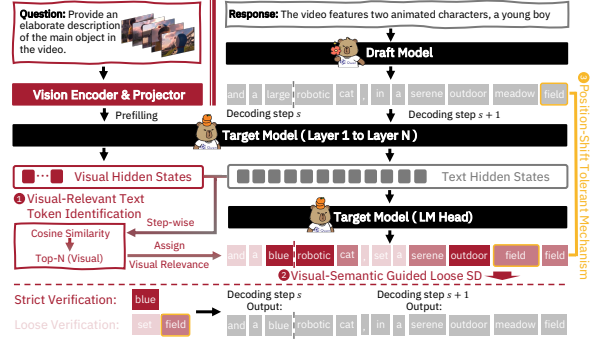 Question: Provide an
elaborate description
of the main object in
the video.
Response: The video features two animated characters, a young boy
Draft Model
Vision Encoder & Projector
and a large robotic cat , in a serene outdoor meadow field
Prefilling
Decoding step s
Decoding step s + 1
Target Model ( Layer 1 to Layer N )
Visual Hidden States
Text Hidden States
1 Visual-Relevant Text
Token Identification
Step-wise
Target Model ( LM Head)
Cosine Similarity
Top-N (Visual)
Assign
Visual Relevance
and a blue robotic cat , set a serene outdoor field field
2 Visual-Semantic Guided Loose SD
3 Position-Shift Tolerant Mechanism
Strict Verification: blue
Loose Verification: set field
Decoding step s
Output:
Decoding step s + 1
Output:
and a blue robotic cat , in a serene outdoor meadow field